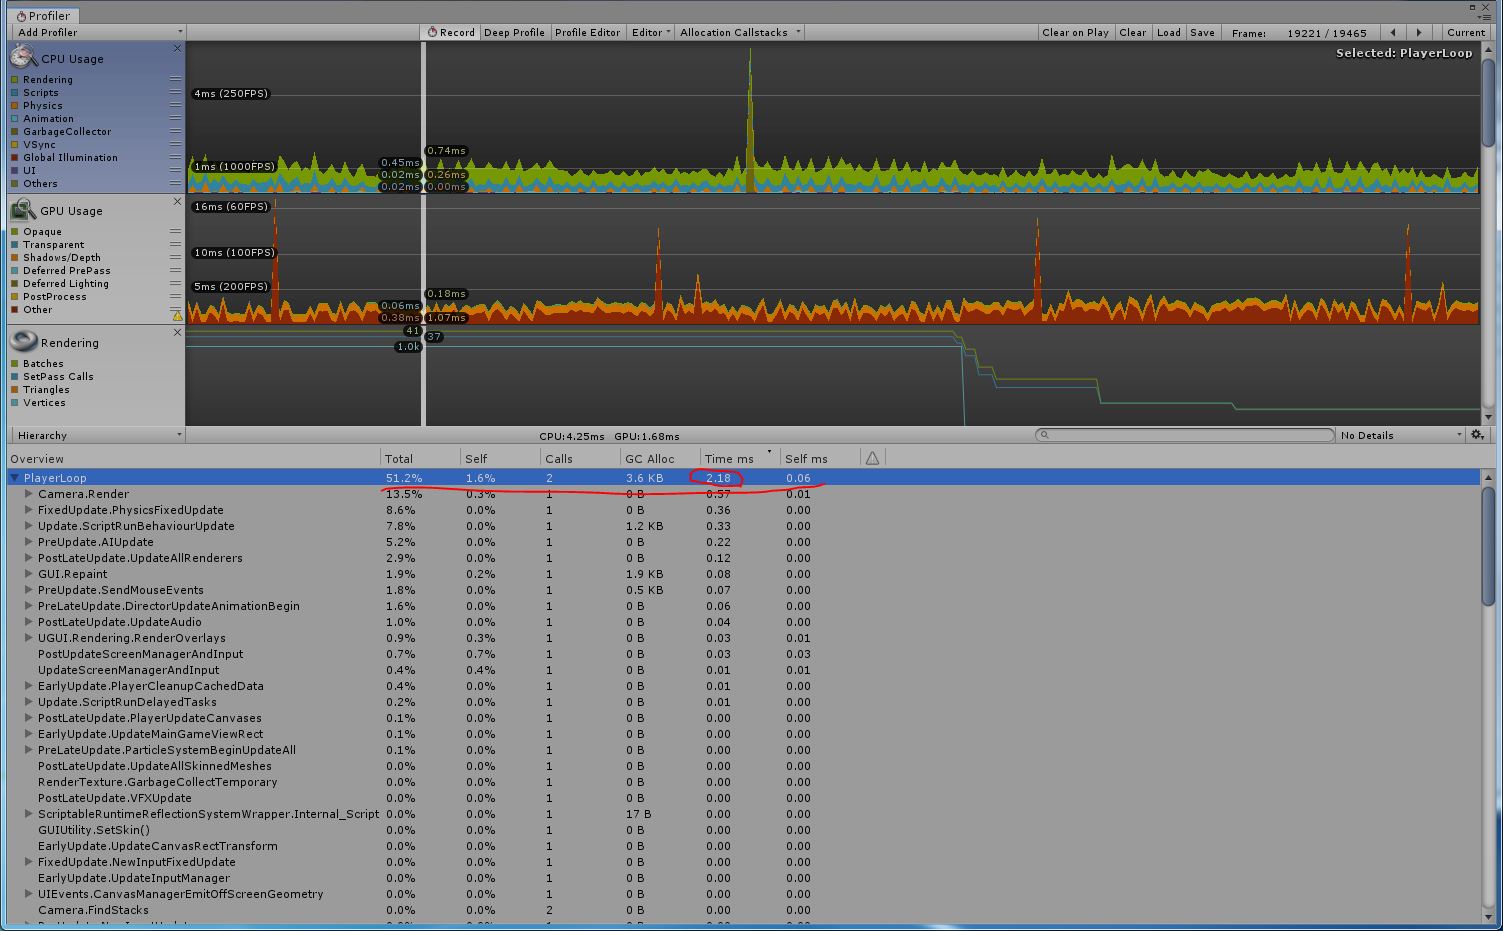 Profiler
Add Profiler Record Deep Profile Profile Editor Editor Allocation Callstacks Clear on Play Clear Load Save Frame: 19221 / 19465 Current
CPU Usage
Rendering
Scripts
Physics
Animation
GarbageCollector
VSync
Global Illumination
UI
Others
Selected: PlayerLoop
4ms (250FPS)
1ms (1000FPS)
0.74ms
0.45ms
0.02ms 0.26ms
0.02ms 0.00ms
GPU Usage
Opaque
Transparent
Shadows/Depth
Deferred PrePass
Deferred Lighting
PostProcess
Other
16ms (60FPS)
10ms (100FPS)
5ms (200FPS)
0.18ms
0.06ms
0.38ms 1.07ms
Rendering
Batches
SetPass Calls
Triangles
Vertices
41
37
1.0k
Hierarchy CPU:4.25ms GPU:1.68ms No Details
Overview Total Self Calls GC Alloc Time ms Self ms
PlayerLoop 51.2% 1.6% 2 3.6 KB 2.18 0.06
Camera.Render 13.5% 0.3% 1 0 B 0.57 0.01
FixedUpdate.PhysicsFixedUpdate 8.6% 0.0% 1 0 B 0.36 0.00
Update.ScriptRunBehaviourUpdate 7.8% 0.0% 1 1.2 KB 0.33 0.00
PreUpdate.AIUpdate 5.2% 0.0% 1 0 B 0.22 0.00
PostLateUpdate.UpdateAllRenderers 2.9% 0.0% 1 0 B 0.12 0.00
GUI.Repaint 1.9% 0.2% 1 1.9 KB 0.08 0.00
PreUpdate.SendMouseEvents 1.8% 0.0% 1 0.5 KB 0.07 0.00
PreLateUpdate.DirectorUpdateAnimationBegin 1.6% 0.0% 1 0 B 0.06 0.00
PostLateUpdate.UpdateAudio 1.0% 0.0% 1 0 B 0.04 0.00
UGUI.Rendering.RenderOverlays 0.9% 0.3% 1 0 B 0.03 0.01
PostUpdateScreenManagerAndInput 0.7% 0.7% 1 0 B 0.03 0.03
UpdateScreenManagerAndInput 0.4% 0.4% 1 0 B 0.01 0.01
EarlyUpdate.PlayerCleanupCachedData 0.4% 0.0% 1 0 B 0.01 0.00
Update.ScriptRunDelayedTasks 0.2% 0.0% 1 0 B 0.01 0.00
PostLateUpdate.PlayerUpdateCanvases 0.1% 0.0% 1 0 B 0.00 0.00
EarlyUpdate.UpdateMainGameViewRect 0.1% 0.0% 1 0 B 0.00 0.00
PreLateUpdate.ParticleSystemBeginUpdateAll 0.1% 0.0% 1 0 B 0.00 0.00
PostLateUpdate.UpdateAllSkinnedMeshes 0.0% 0.0% 1 0 B 0.00 0.00
RenderTexture.GarbageCollectTemporary 0.0% 0.0% 1 0 B 0.00 0.00
PostLateUpdate.VFXUpdate 0.0% 0.0% 1 0 B 0.00 0.00
ScriptableRuntimeReflectionSystemWrapper.Internal_Script 0.0% 0.0% 1 17 B 0.00 0.00
GUIUtility.SetSkin() 0.0% 0.0% 1 0 B 0.00 0.00
EarlyUpdate.UpdateCanvasRectTransform 0.0% 0.0% 1 0 B 0.00 0.00
FixedUpdate.NewInputFixedUpdate 0.0% 0.0% 1 0 B 0.00 0.00
EarlyUpdate.UpdateInputManager 0.0% 0.0% 1 0 B 0.00 0.00
UIEvents.CanvasManagerEmitOffScreenGeometry 0.0% 0.0% 1 0 B 0.00 0.00
Camera.FindStacks 0.0% 0.0% 2 0 B 0.00 0.00